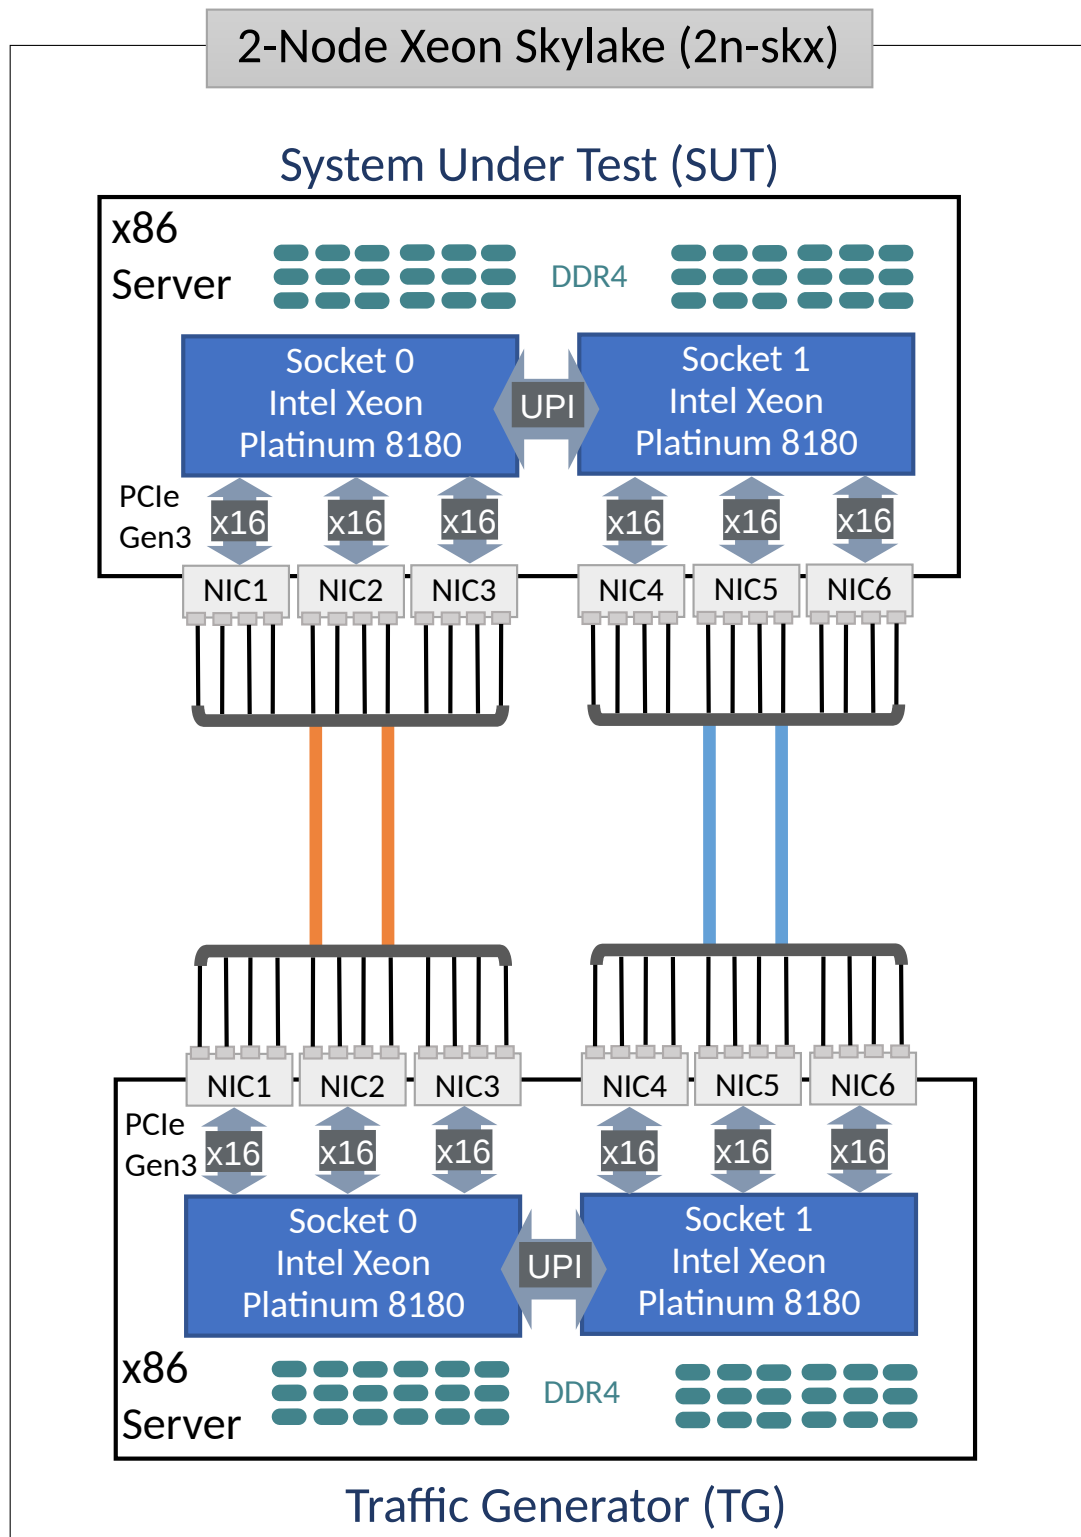 2-Node Xeon Skylake (2n-skx)
System Under Test (SUT)
x86
Server
DDR4
Socket 0
Intel Xeon
Platinum 8180
UPI
Socket 1
Intel Xeon
Platinum 8180
PCIe
Gen3
x16
x16
x16
x16
x16
x16
NIC1
NIC2
NIC3
NIC4
NIC5
NIC6
NIC1
NIC2
NIC3
NIC4
NIC5
NIC6
PCIe
Gen3
x16
x16
x16
x16
x16
x16
Socket 0
Intel Xeon
Platinum 8180
UPI
Socket 1
Intel Xeon
Platinum 8180
x86
Server
DDR4
Traffic Generator (TG)